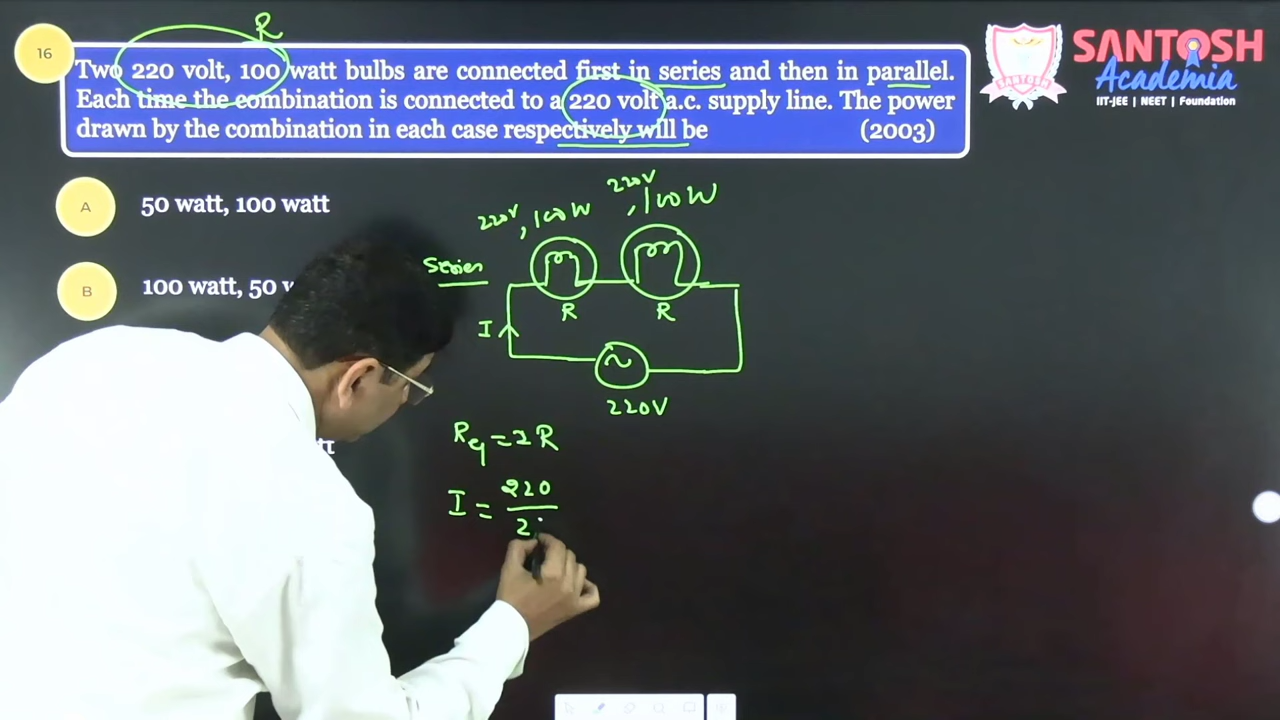 R
16
Two 220 volt, 100 watt bulbs are connected first in series and then in parallel.
Each time the combination is connected to a 220 volt a.c. supply line. The power
drawn by the combination in each case respectively will be (2003)
SANTOSH
Academia
IIT-JEE | NEET | Foundation
SANTOSH
A 50 watt, 100 watt
B 100 watt, 50
220V, 100W
220V, 100W
Series
R R
I
~
220V
Req = 2R
I = 220
2